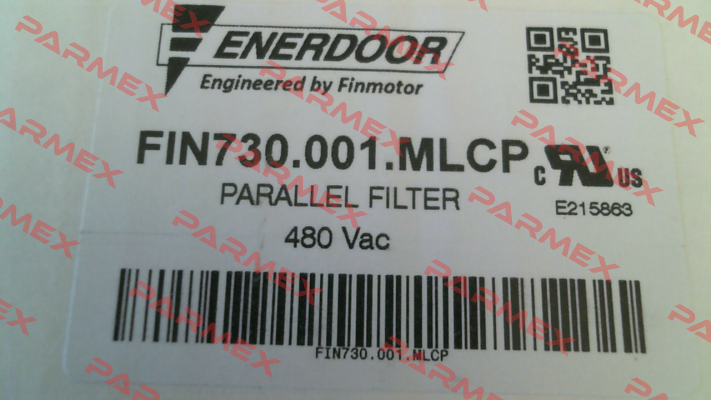 ENERDOOR
Engineered by Finmotor
FIN730.001.MLCP
C UR® US
PARALLEL FILTER
E215863
480 Vac
FIN730.001.MLCP
PARMEX